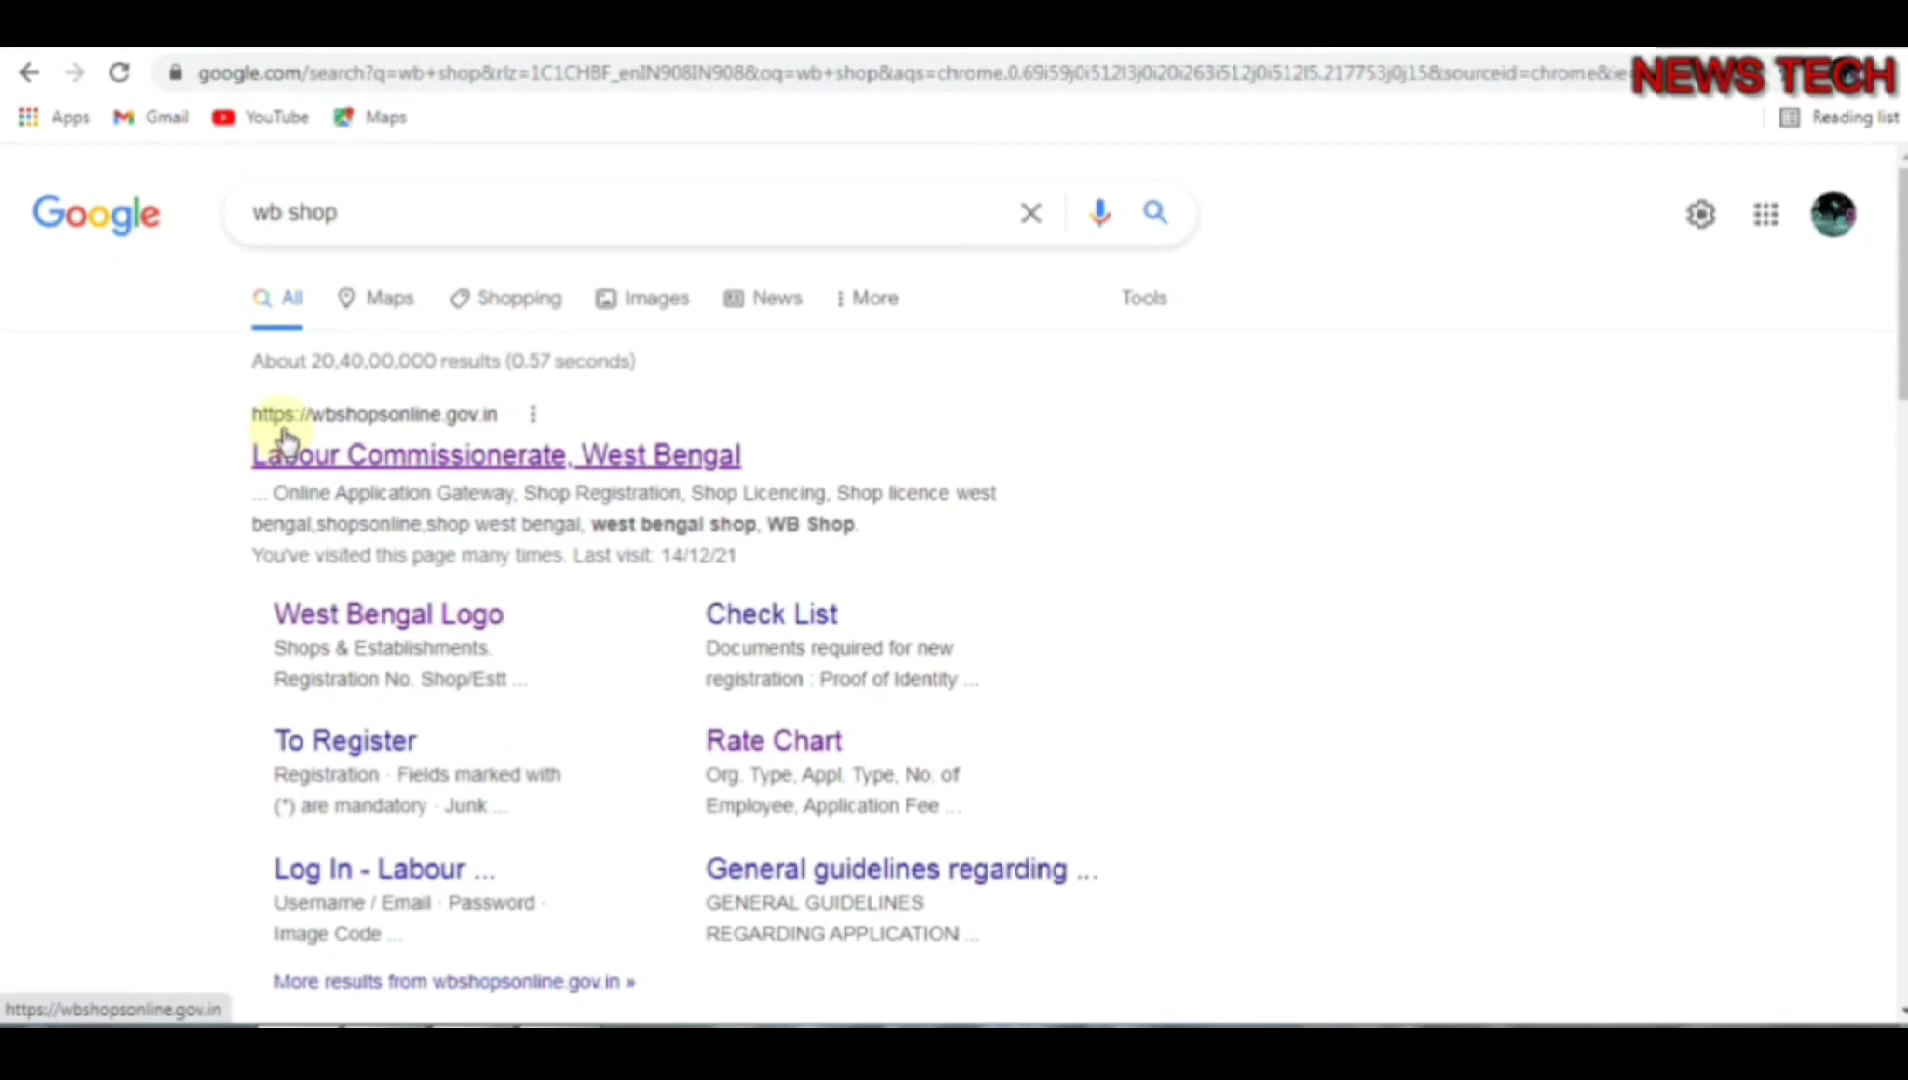 google.com/search?q=wb+shop&rlz=1C1CHBF_enIN908IN908&oq=wb+shop&aqs=chrome.0.69i59j0i512l3j0i20i263i512j0i512l5.217753j0j15&sourceid=chrome&ie
NEWS TECH
Apps Gmail YouTube Maps Reading list
Google wb shop
All Maps Shopping Images News More Tools
About 20,40,00,000 results (0.57 seconds)
https://wbshopsonline.gov.in
Labour Commissionerate, West Bengal
... Online Application Gateway, Shop Registration, Shop Licencing, Shop licence west
bengal,shopsonline,shop west bengal, west bengal shop, WB Shop.
You've visited this page many times. Last visit: 14/12/21
West Bengal Logo
Shops & Establishments.
Registration No. Shop/Estt ...
Check List
Documents required for new
registration : Proof of Identity ...
To Register
Registration · Fields marked with
(*) are mandatory · Junk ...
Rate Chart
Org. Type, Appl. Type, No. of
Employee, Application Fee ...
Log In - Labour ...
Username / Email · Password ·
Image Code ...
General guidelines regarding ...
GENERAL GUIDELINES
REGARDING APPLICATION ...
More results from wbshopsonline.gov.in »
https://wbshopsonline.gov.in